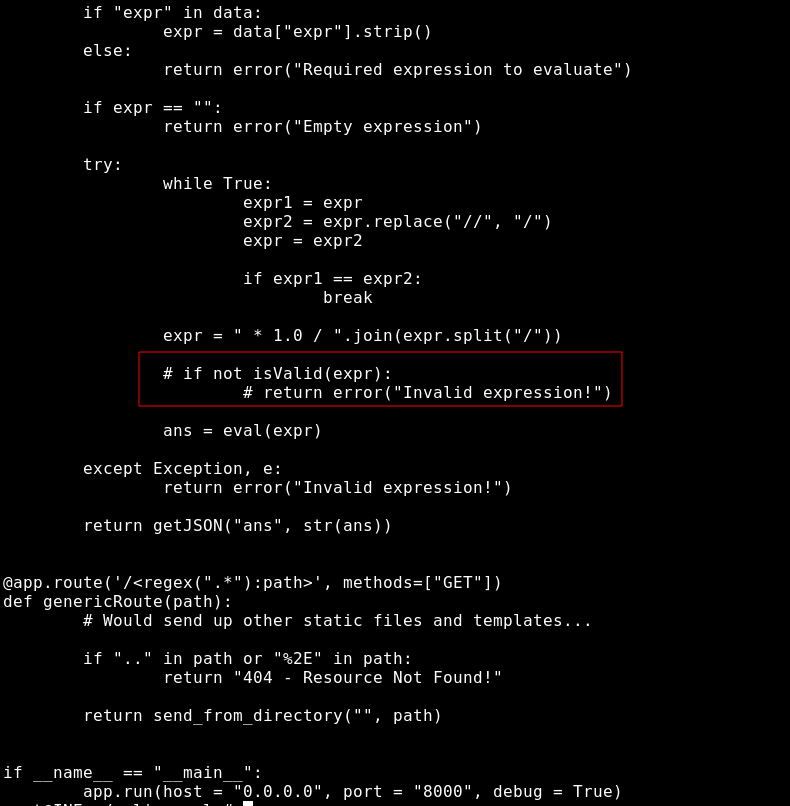 if "expr" in data:
expr = data["expr"].strip()
else:
return error("Required expression to evaluate")
if expr == "":
return error("Empty expression")
try:
while True:
expr1 = expr
expr2 = expr.replace("//", "/")
expr = expr2
if expr1 == expr2:
break
expr = " * 1.0 / ".join(expr.split("/"))
# if not isValid(expr):
# return error("Invalid expression!")
ans = eval(expr)
except Exception, e:
return error("Invalid expression!")
return getJSON("ans", str(ans))
@app.route('/<regex(".*"):path>', methods=["GET"])
def genericRoute(path):
# Would send up other static files and templates...
if ".." in path or "%2E" in path:
return "404 - Resource Not Found!"
return send_from_directory("", path)
if __name__ == "__main__":
app.run(host = "0.0.0.0", port = "8000", debug = True)